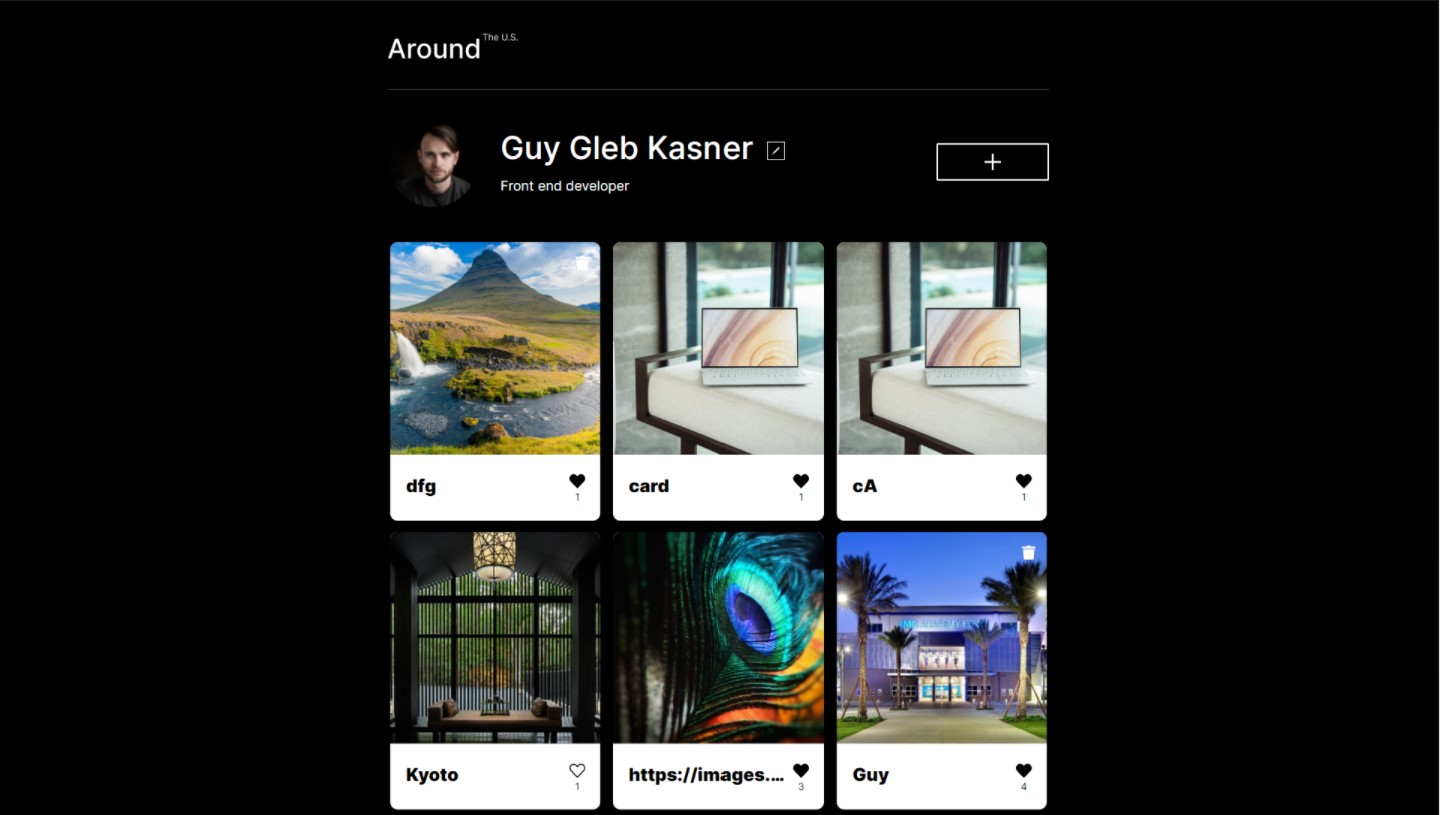 Around The U.S.
Guy Gleb Kasner
Front end developer
dfg
1
card
1
cA
1
Kyoto
1
https://images....
3
Guy
4